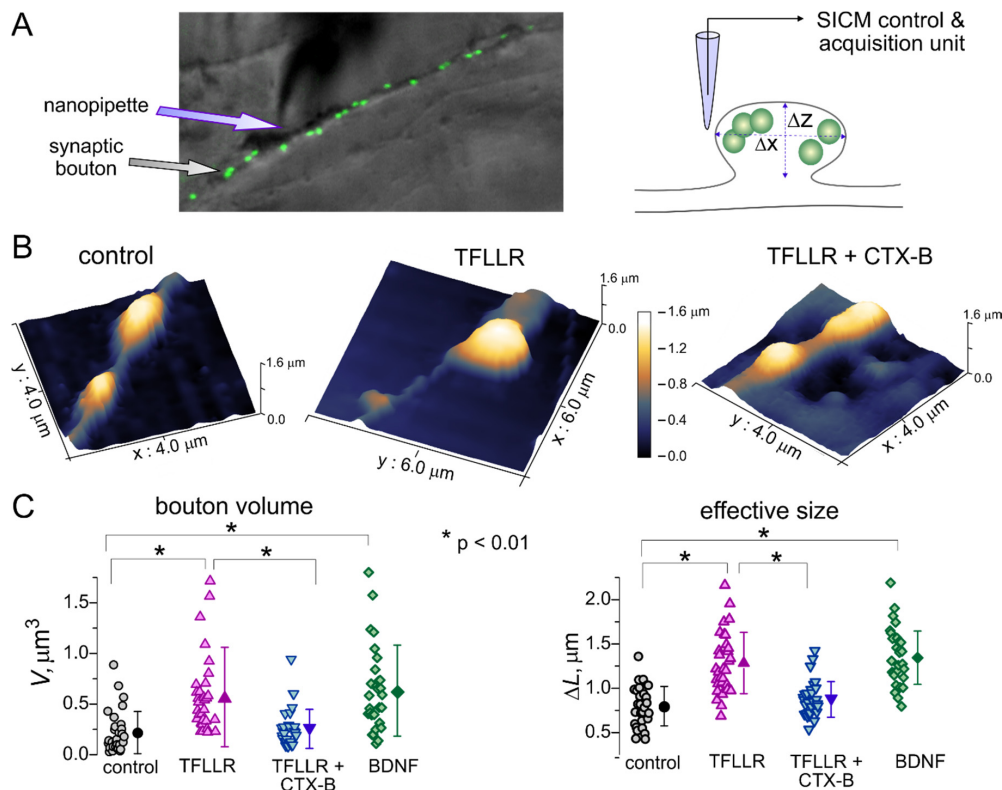 A
nanopipette
synaptic
bouton
SICM control &
acquisition unit
ΔZ
ΔX
B
control
TFLLR
TFLLR + CTX-B
y : 4.0 μm
x : 4.0 μm
1.6 μm
0.0
y : 6.0 μm
x : 6.0 μm
1.6 μm
0.0
1.6 μm
1.2
0.8
0.4
0.0
y : 4.0 μm
x : 4.0 μm
1.6 μm
0.0
C
bouton volume
* p < 0.01
effective size
*
* *
V, μm³
1.5
1.0
0.5
0.0
control
TFLLR
TFLLR +
CTX-B
BDNF
*
* *
ΔL, μm
2.0
1.5
1.0
0.5
control
TFLLR
TFLLR +
CTX-B
BDNF